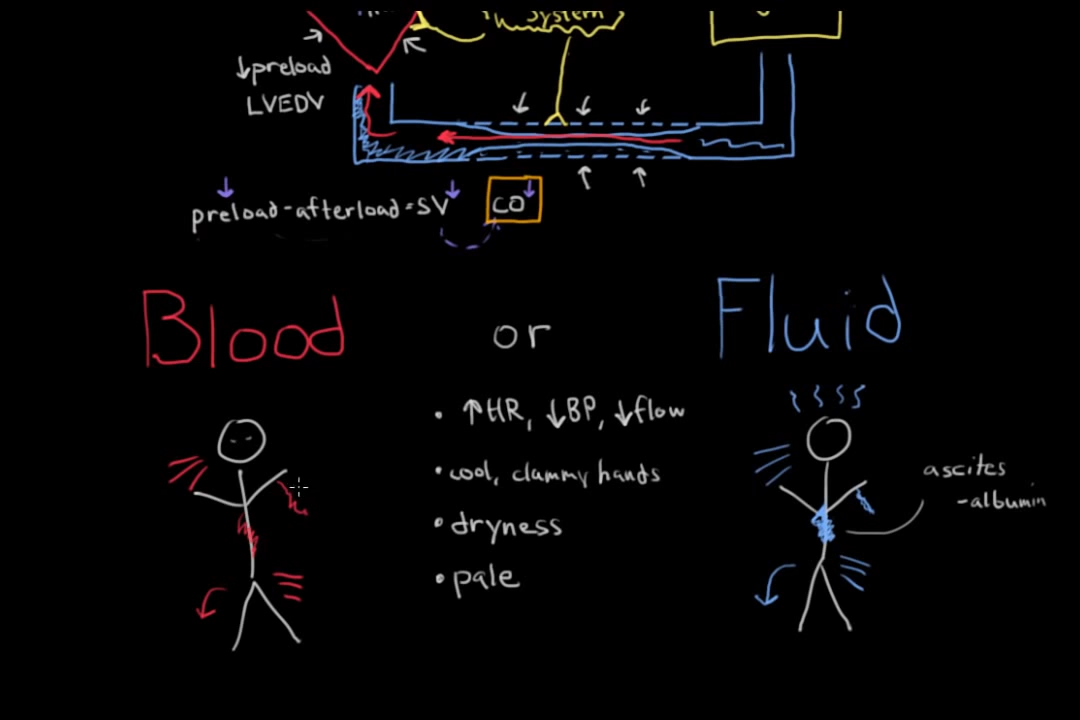 System
↓preload
LVEDV
preload-afterload=SV↓ CO↓
Blood or Fluid
• ↑HR, ↓BP, ↓flow
• cool, clammy hands
• dryness
• pale
ascites
-albumin